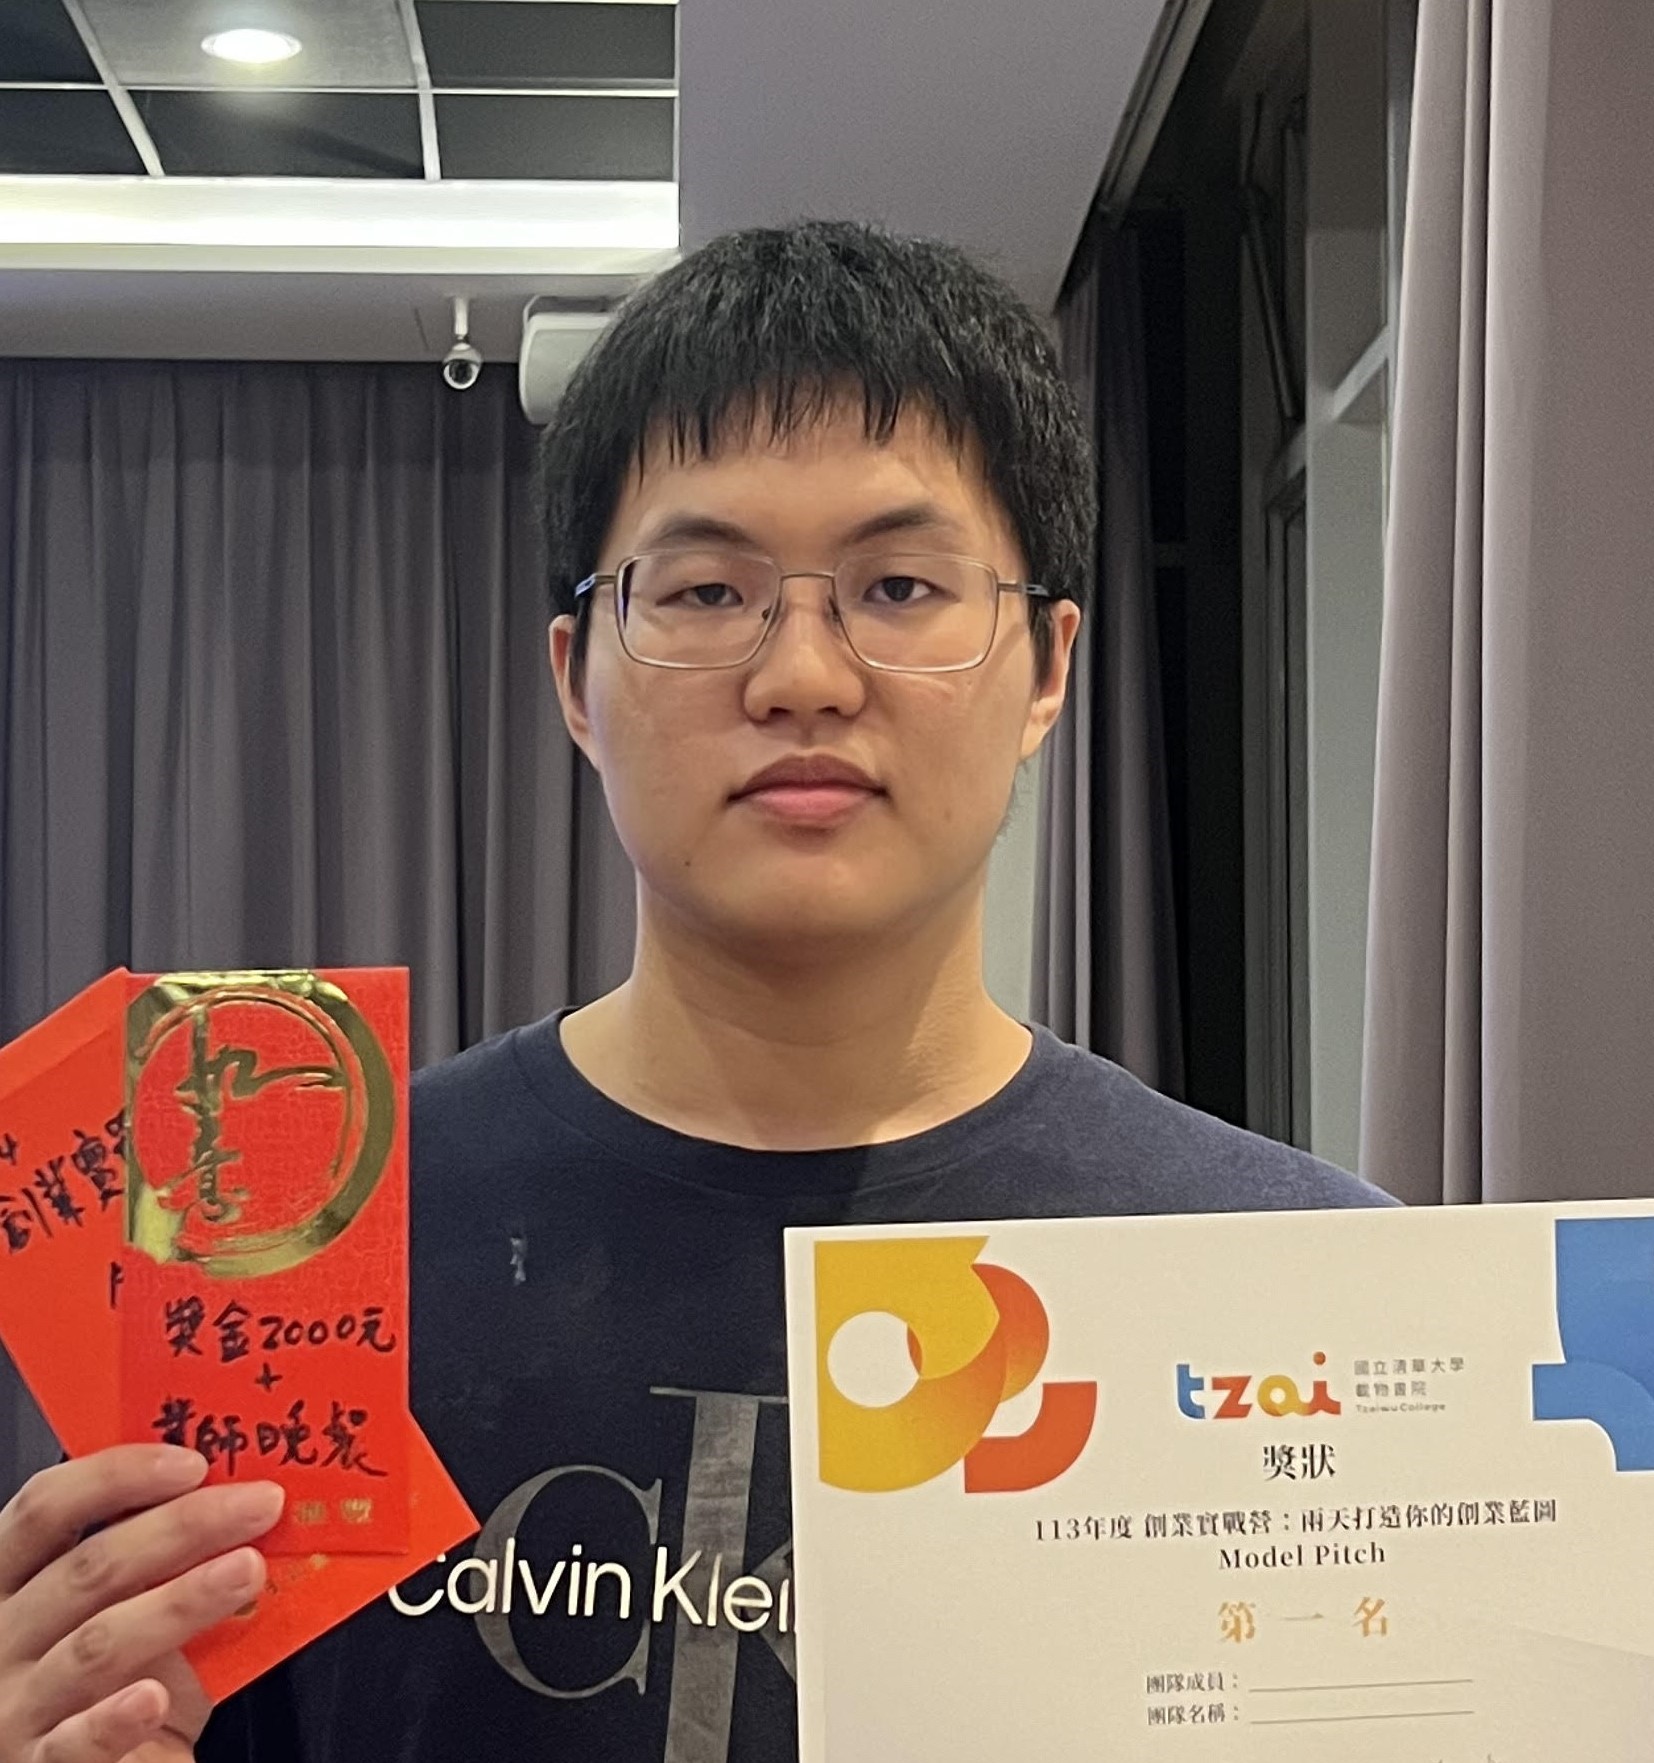 創業實
如意
獎金2000元
+
業師晚餐
Calvin Klei
CK
tzai
國立清華大學
載物書院
Tzaiwu College
獎狀
113年度 創業實戰營：兩天打造你的創業藍圖
Model Pitch
第一名
團隊成員：
團隊名稱：